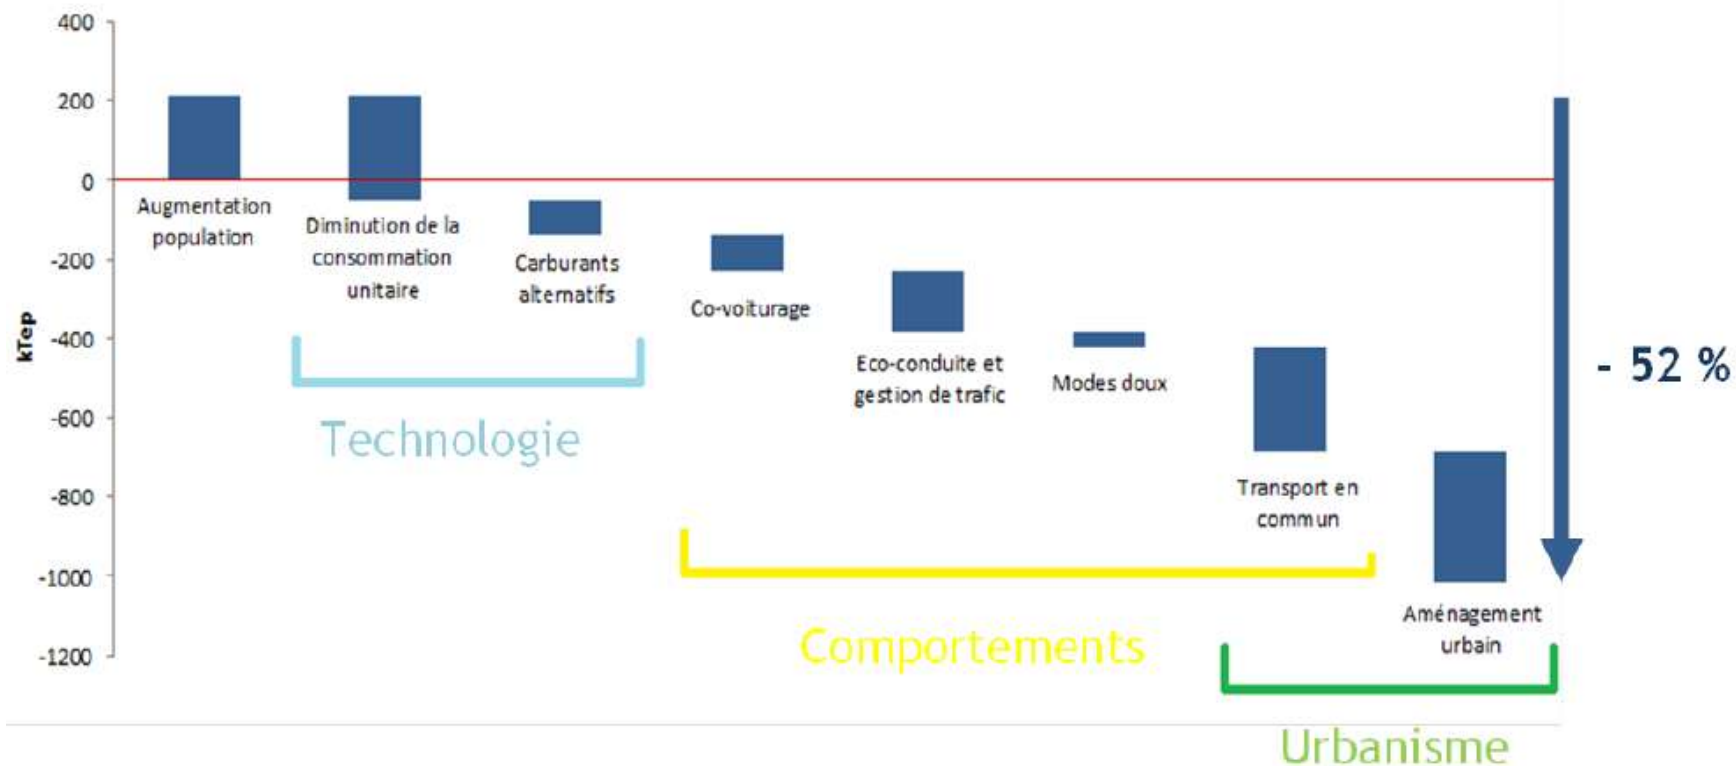 400
200
0
-200
-400
-600
-800
-1000
-1200
kTep
Augmentation
population
Diminution de la
consommation
unitaire
Carburants
alternatifs
Co-voiturage
Eco-conduite et
gestion de trafic
Modes doux
Transport en
commun
Aménagement
urbain
Technologie
Comportements
Urbanisme
- 52 %